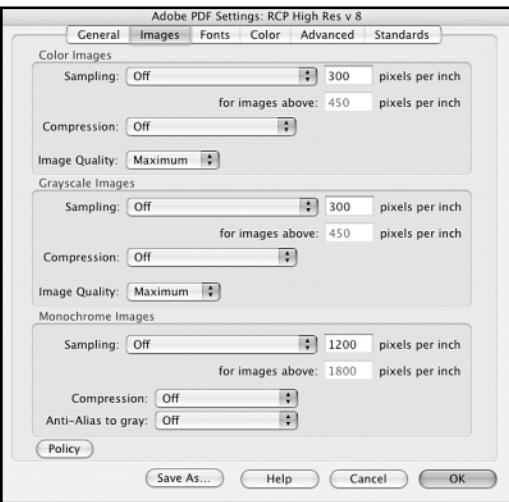 Adobe PDF Settings: RCP High Res v 8
General Images Fonts Color Advanced Standards
Color Images
Sampling: Off 300 pixels per inch
for images above: 450 pixels per inch
Compression: Off
Image Quality: Maximum
Grayscale Images
Sampling: Off 300 pixels per inch
for images above: 450 pixels per inch
Compression: Off
Image Quality: Maximum
Monochrome Images
Sampling: Off 1200 pixels per inch
for images above: 1800 pixels per inch
Compression: Off
Anti-Alias to gray: Off
Policy
Save As... Help Cancel OK